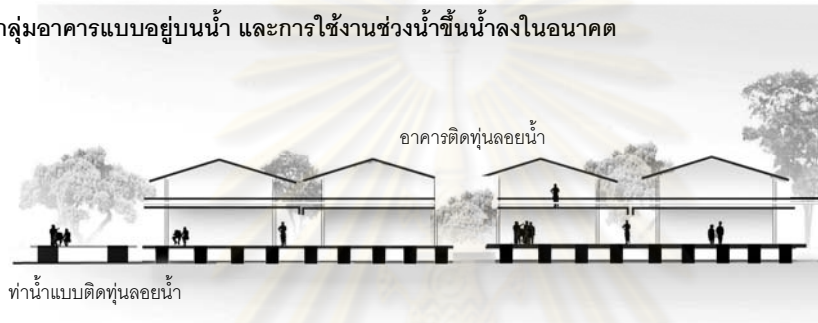 ลุ่มอาคารแบบอยู่บนน้ำ และการใช้งานช่วงน้ำขึ้นน้ำลงในอนาคต
อาคารติดทุ่นลอยน้ำ
ท่าน้ำแบบติดทุ่นลอยน้ำ